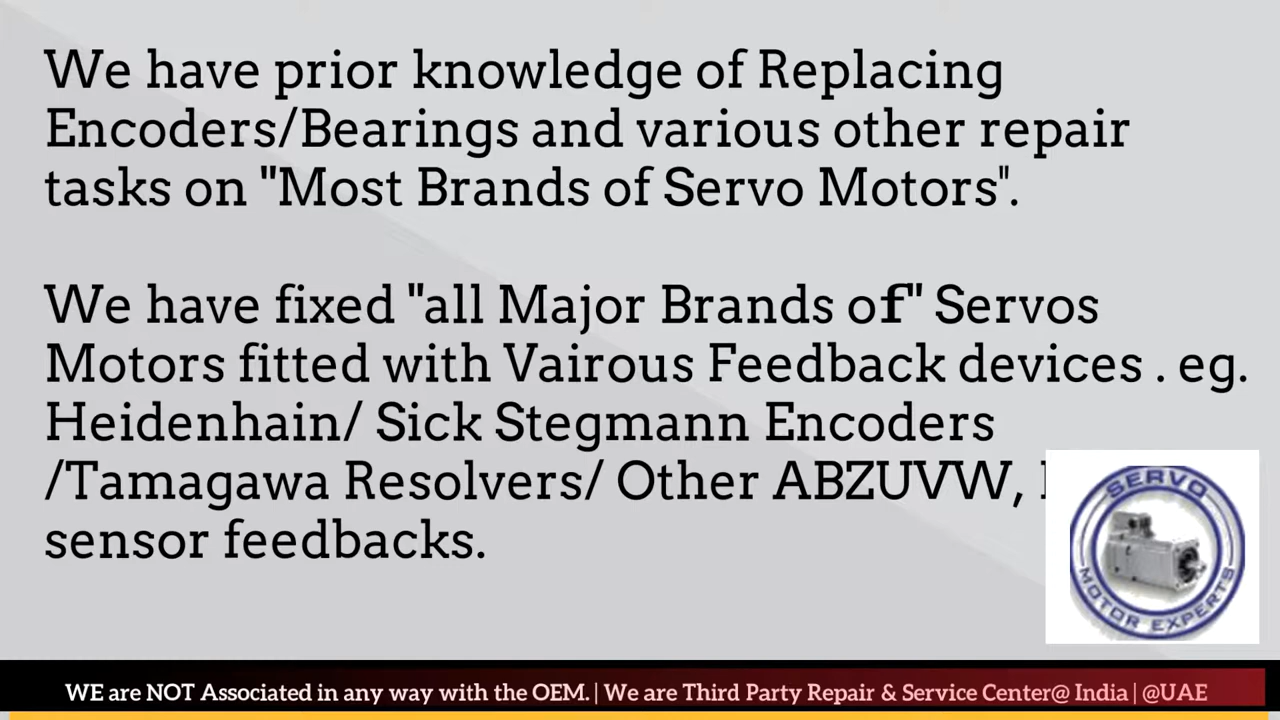 We have prior knowledge of Replacing
Encoders/Bearings and various other repair
tasks on "Most Brands of Servo Motors".
We have fixed "all Major Brands of" Servos
Motors fitted with Vairous Feedback devices . eg.
Heidenhain/ Sick Stegmann Encoders
/Tamagawa Resolvers/ Other ABZUVW,
sensor feedbacks.
SERVO
MOTOR EXPERTS
WE are NOT Associated in any way with the OEM. | We are Third Party Repair & Service Center@ India | @UAE